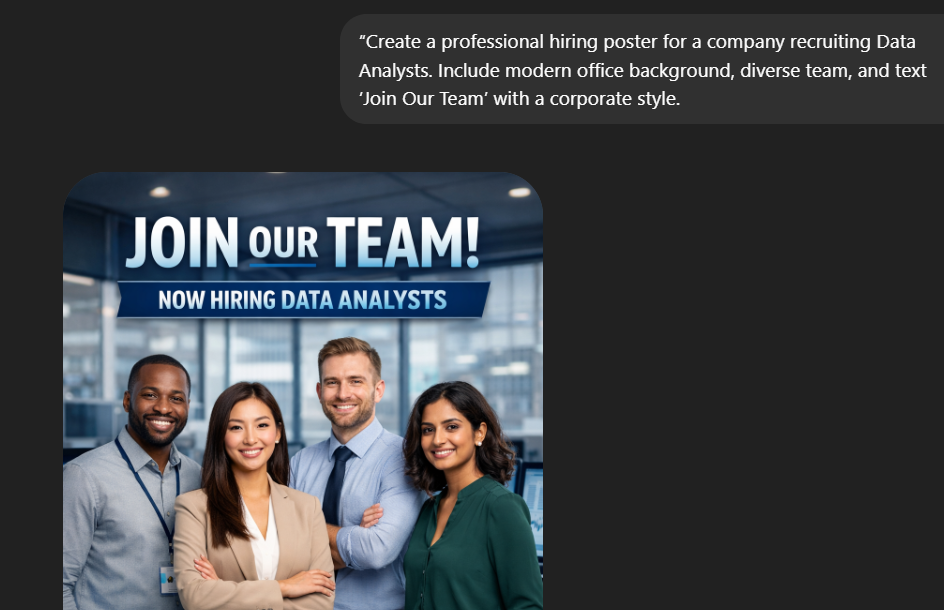 “Create a professional hiring poster for a company recruiting Data
Analysts. Include modern office background, diverse team, and text
‘Join Our Team’ with a corporate style.
JOIN OUR TEAM!
NOW HIRING DATA ANALYSTS